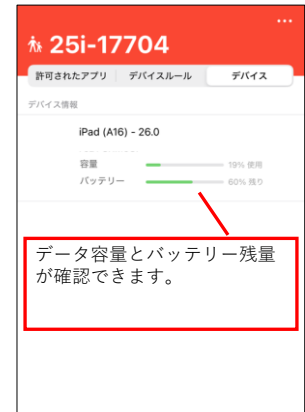 25i-17704
許可されたアプリ デバイスルール デバイス
デバイス情報
iPad (A16) - 26.0
容量 19% 使用
バッテリー 60% 残り
データ容量とバッテリー残量
が確認できます。